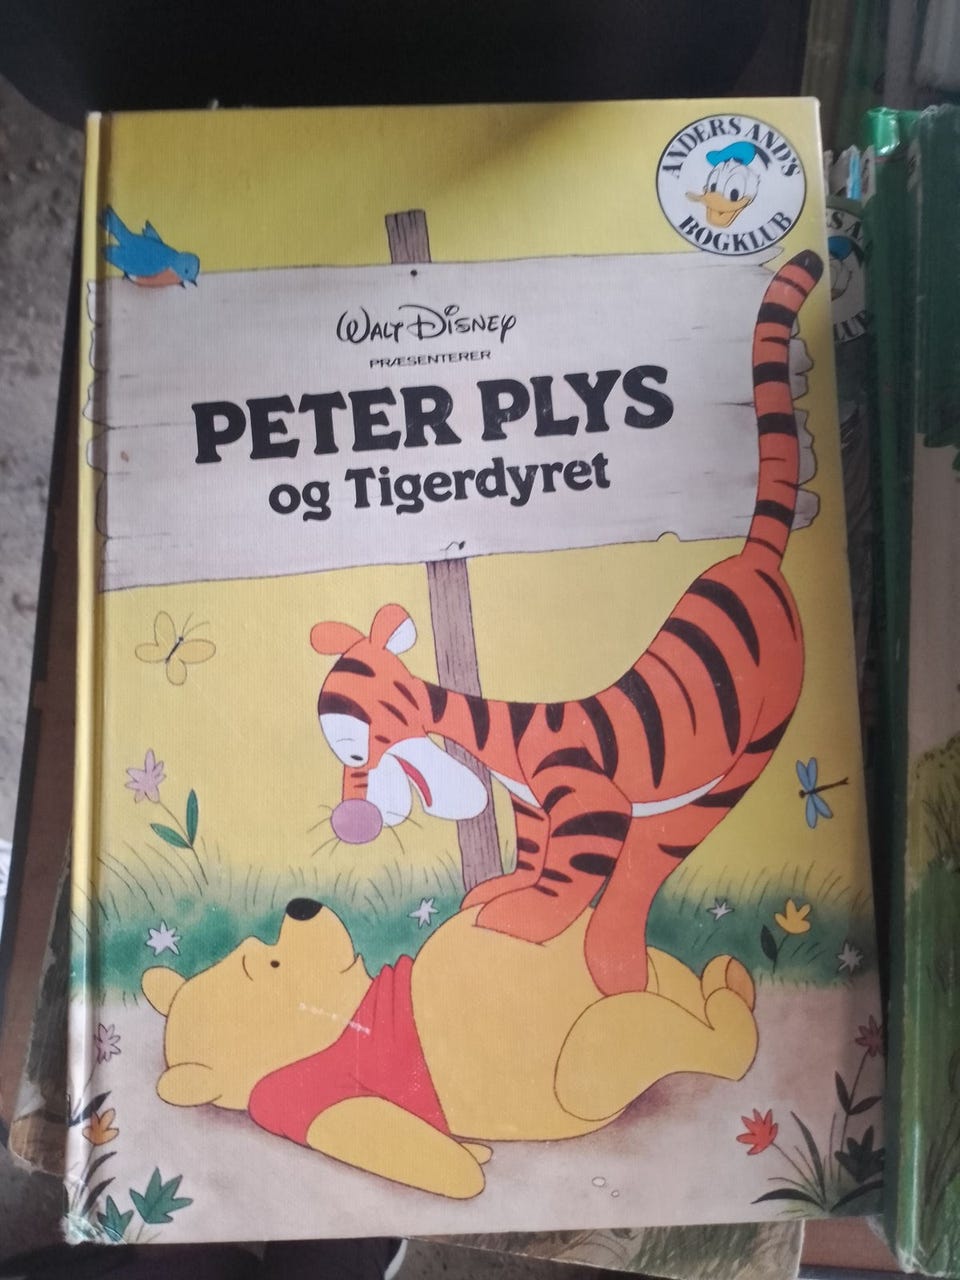 ANDERS AND'S
BOGKLUB
WALT DISNEY
PRÆSENTERER
PETER PLYS
og Tigerdyret